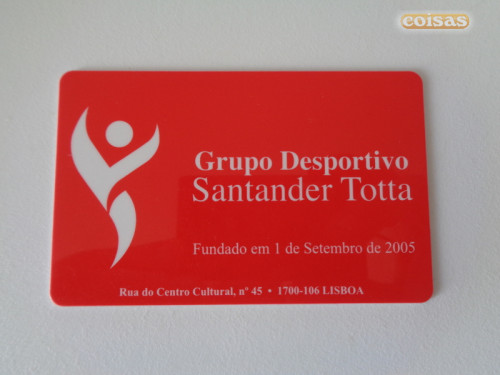 coisas
Grupo Desportivo
Santander Totta
Fundado em 1 de Setembro de 2005
Rua do Centro Cultural, nº 45 • 1700-106 LISBOA